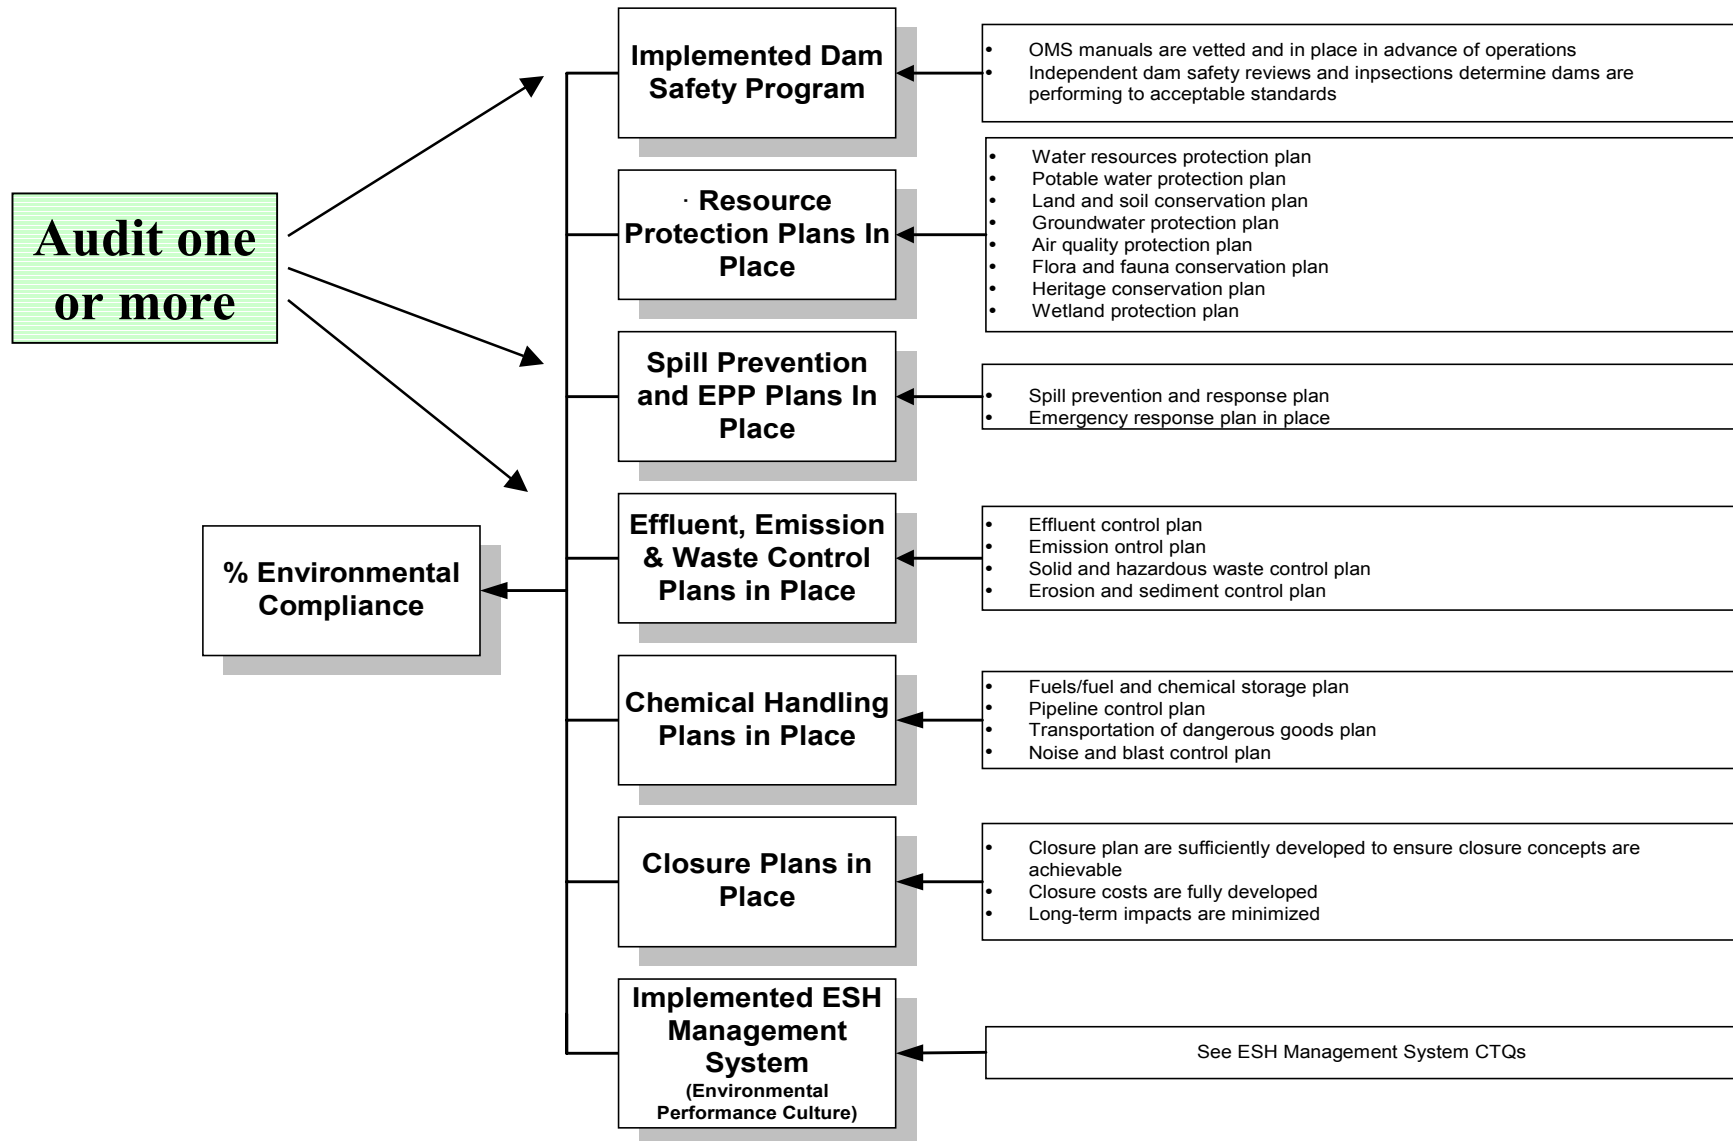 Audit one
or more
% Environmental
Compliance
Implemented Dam
Safety Program
• OMS manuals are vetted and in place in advance of operations
• Independent dam safety reviews and inpsections determine dams are
performing to acceptable standards
· Resource
Protection Plans In
Place
• Water resources protection plan
• Potable water protection plan
• Land and soil conservation plan
• Groundwater protection plan
• Air quality protection plan
• Flora and fauna conservation plan
• Heritage conservation plan
• Wetland protection plan
Spill Prevention
and EPP Plans In
Place
• Spill prevention and response plan
• Emergency response plan in place
Effluent, Emission
& Waste Control
Plans in Place
• Effluent control plan
• Emission ontrol plan
• Solid and hazardous waste control plan
• Erosion and sediment control plan
Chemical Handling
Plans in Place
• Fuels/fuel and chemical storage plan
• Pipeline control plan
• Transportation of dangerous goods plan
• Noise and blast control plan
Closure Plans in
Place
• Closure plan are sufficiently developed to ensure closure concepts are
achievable
• Closure costs are fully developed
• Long-term impacts are minimized
Implemented ESH
Management
System
(Environmental
Performance Culture)
See ESH Management System CTQs